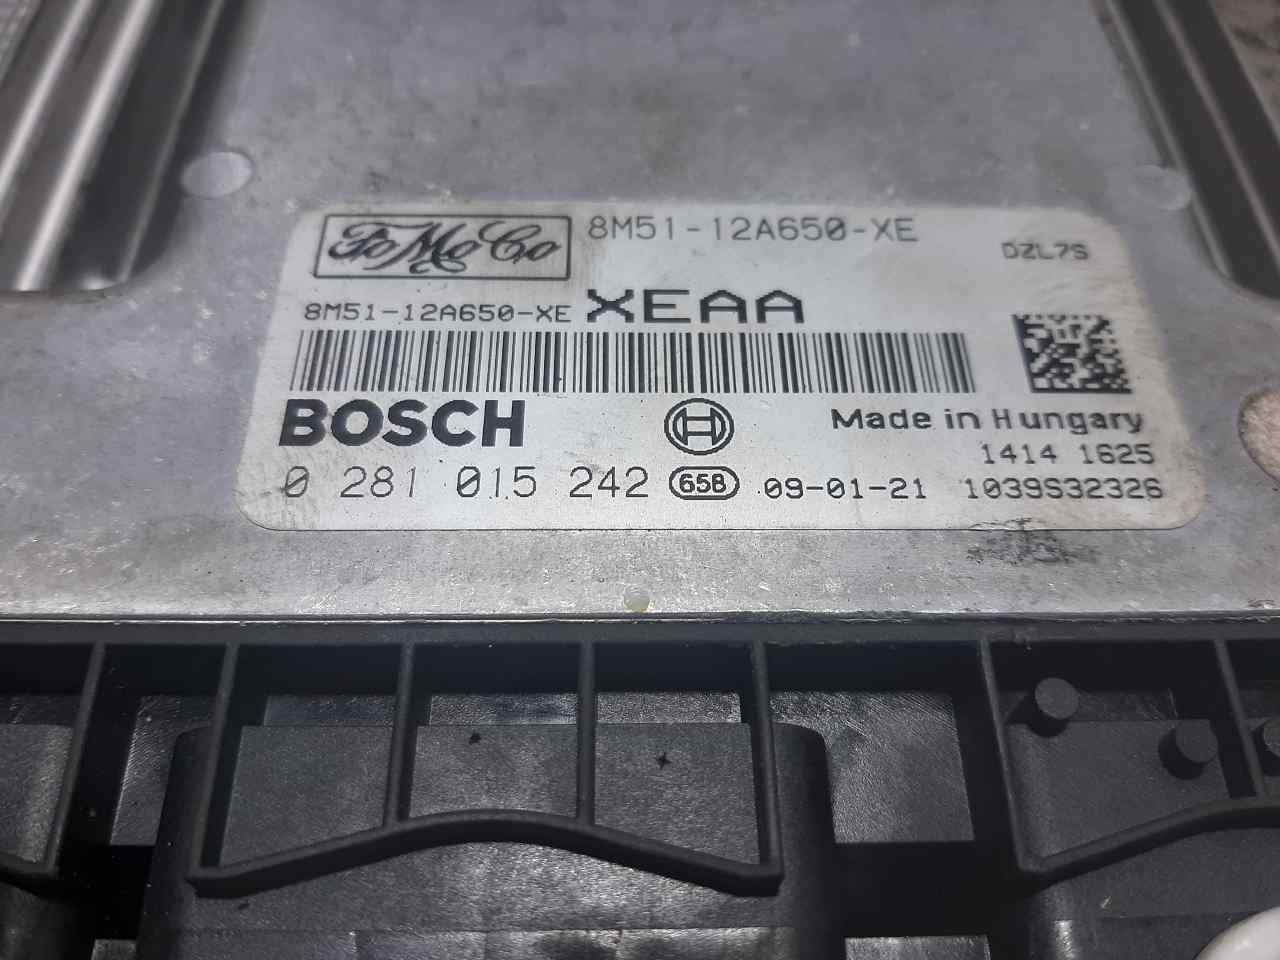 FoMoCo 8M51-12A650-XE
DZL7S
8M51-12A650-XE XEAA
BOSCH
Made in Hungary
1414 1625
0 281 015 242 65B 09-01-21 1039S32326